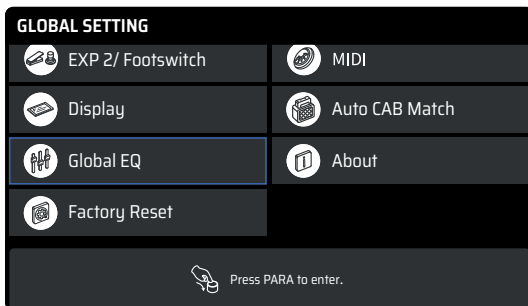 GLOBAL SETTING
EXP 2/ Footswitch
MIDI
Display
Auto CAB Match
Global EQ
About
Factory Reset
Press PARA to enter.